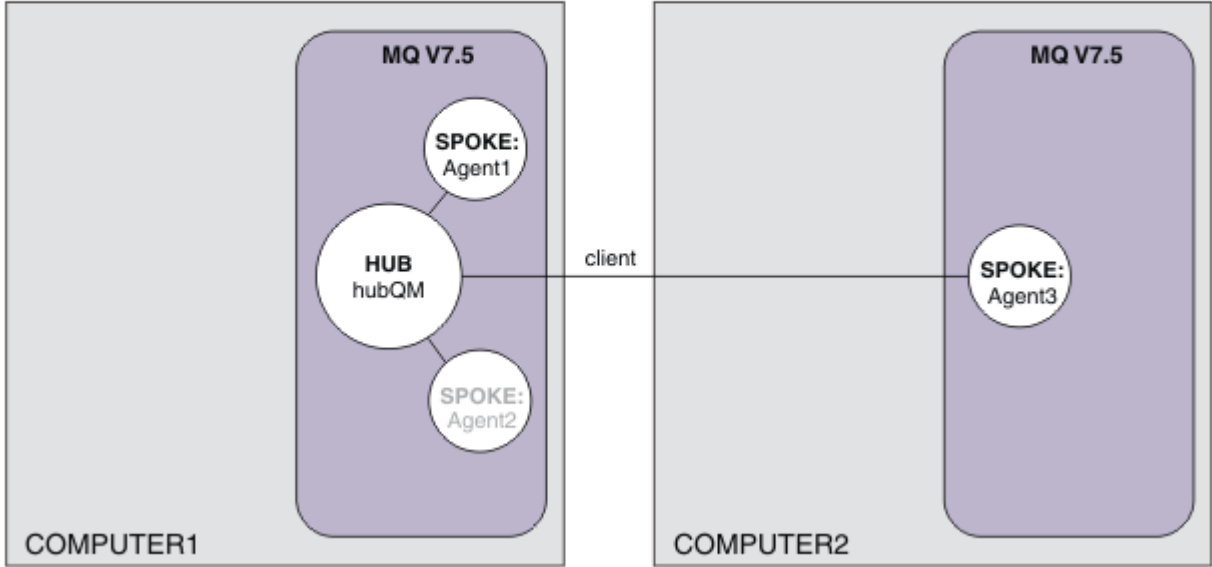 MQ V7.5
SPOKE:
Agent1
HUB
hubQM
SPOKE:
Agent2
COMPUTER1
client
MQ V7.5
SPOKE:
Agent3
COMPUTER2